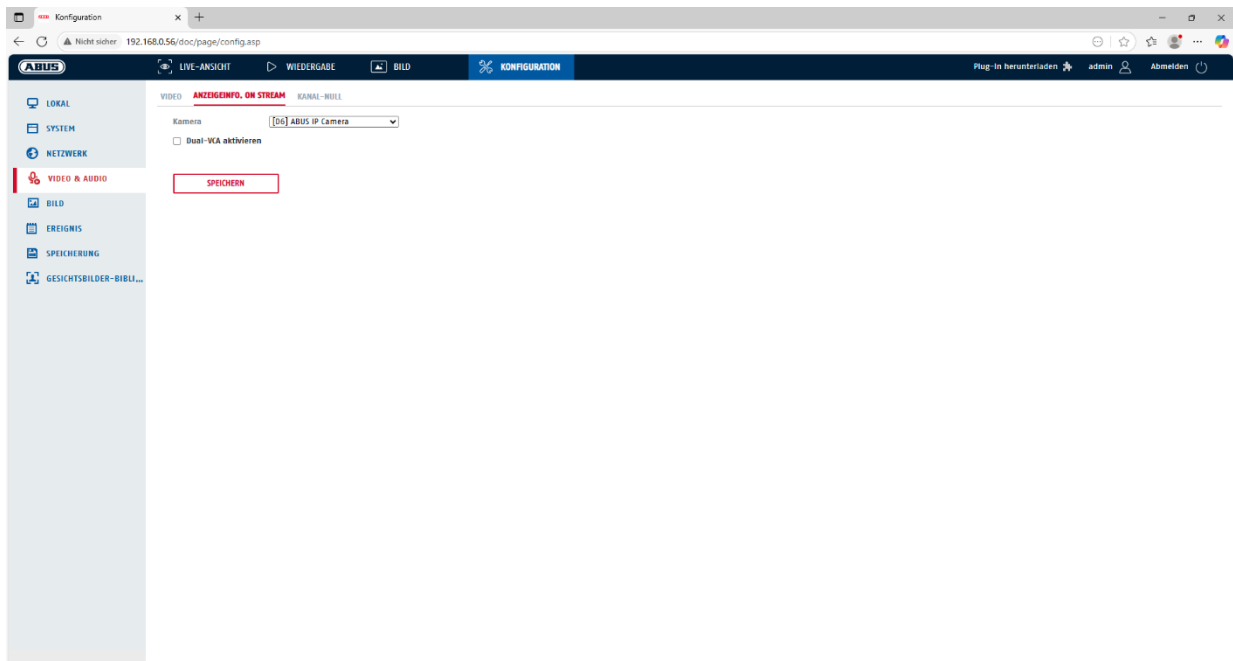 Konfiguration
Nicht sicher 192.168.0.56/doc/page/config.asp
ABUS LIVE-ANSICHT WIEDERGABE BILD KONFIGURATION Plug-In herunterladen admin Abmelden
VIDEO ANZEIGEINFO. ON STREAM KANAL-NULL
LOKAL
SYSTEM
NETZWERK
VIDEO & AUDIO
BILD
EREIGNIS
SPEICHERUNG
GESICHTSBILDER-BIBLI...
Kamera [D6] ABUS IP Camera
Dual-VCA aktivieren
SPEICHERN